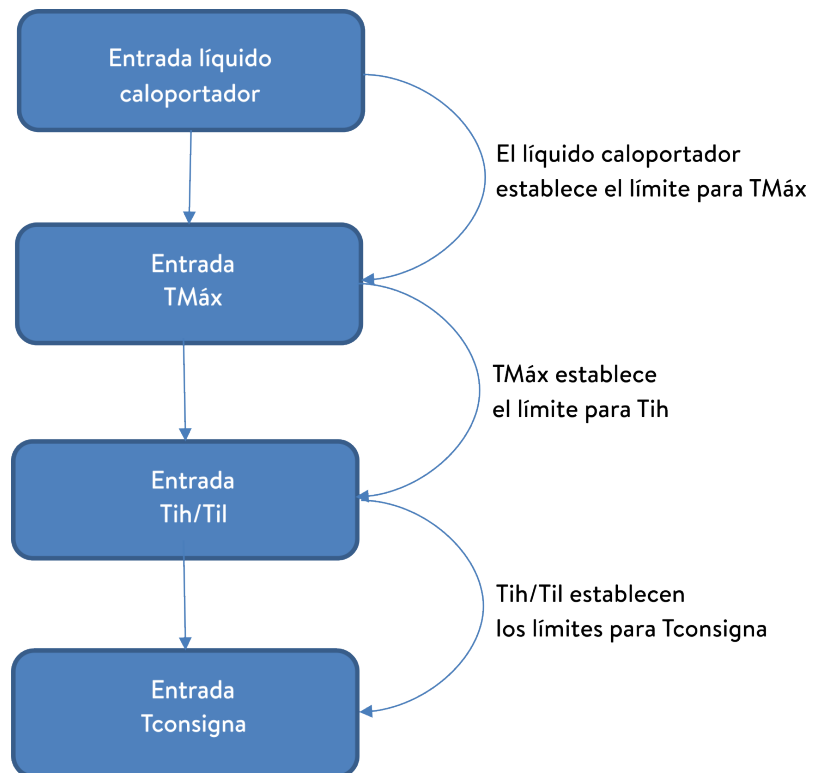 Entrada líquido
caloportador
El líquido caloportador
establece el límite para TMáx
Entrada
TMáx
TMáx establece
el límite para Tih
Entrada
Tih/Til
Tih/Til establecen
los límites para Tconsigna
Entrada
Tconsigna